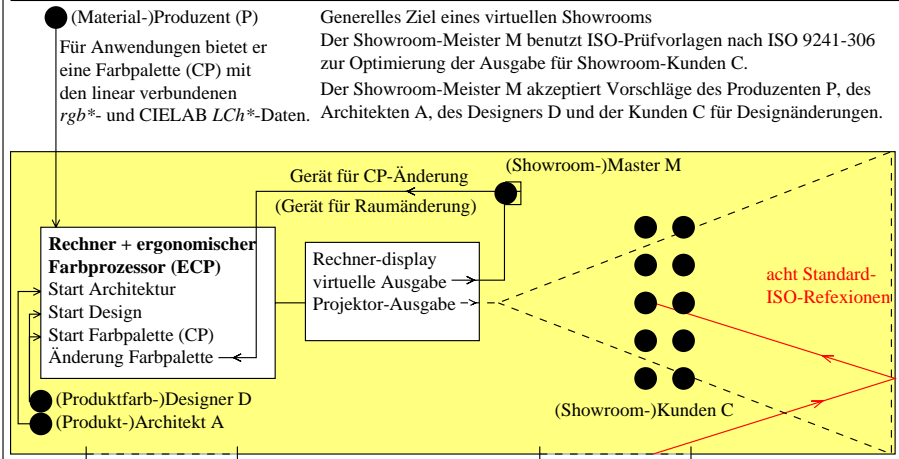 (Material-)Produzent (P)
Für Anwendungen bietet er
eine Farbpalette (CP) mit
den linear verbundenen
rgb*- und CIELAB LCh*-Daten.
Generelles Ziel eines virtuellen Showrooms
Der Showroom-Meister M benutzt ISO-Prüfvorlagen nach ISO 9241-306
zur Optimierung der Ausgabe für Showroom-Kunden C.
Der Showroom-Meister M akzeptiert Vorschläge des Produzenten P, des
Architekten A, des Designers D und der Kunden C für Designänderungen.
(Showroom-)Master M
Gerät für CP-Änderung
(Gerät für Raumänderung)
Rechner + ergonomischer
Farbprozessor (ECP)
Start Architektur
Start Design
Start Farbpalette (CP)
Änderung Farbpalette
Rechner-display
virtuelle Ausgabe
Projektor-Ausgabe
acht Standard-
ISO-Refexionen
(Produktfarb-)Designer D
(Produkt-)Architekt A
(Showroom-)Kunden C